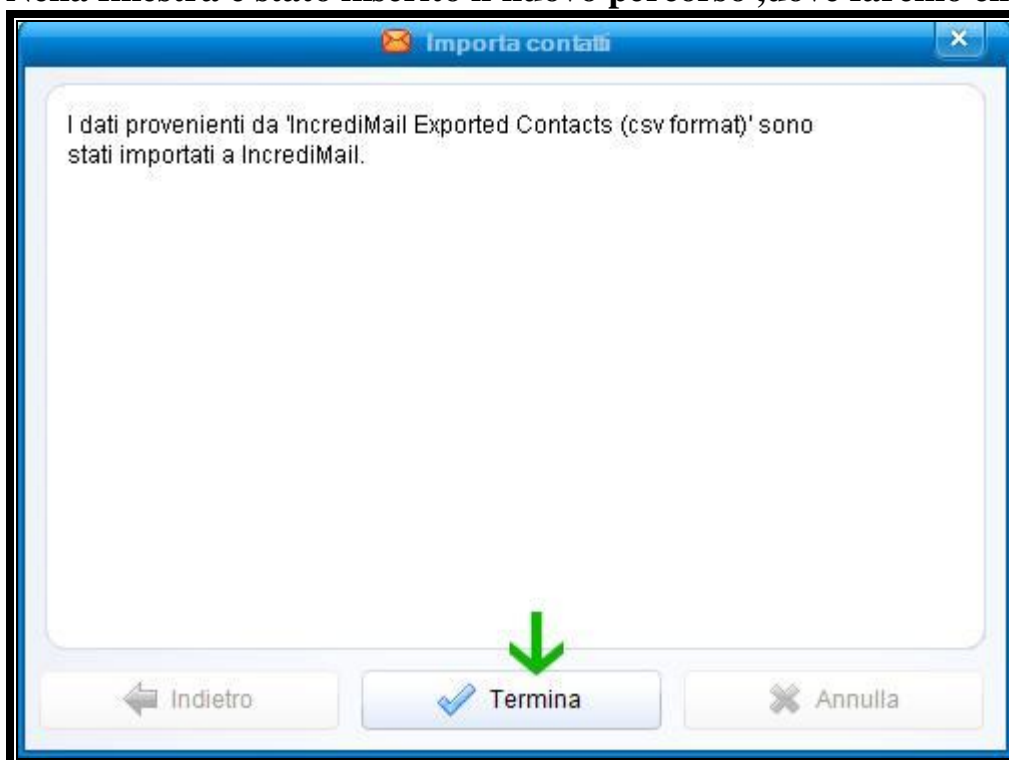 Importa contatti
I dati provenienti da 'IncrediMail Exported Contacts (csv format)' sono
stati importati a IncrediMail.
Indietro
Termina
Annulla